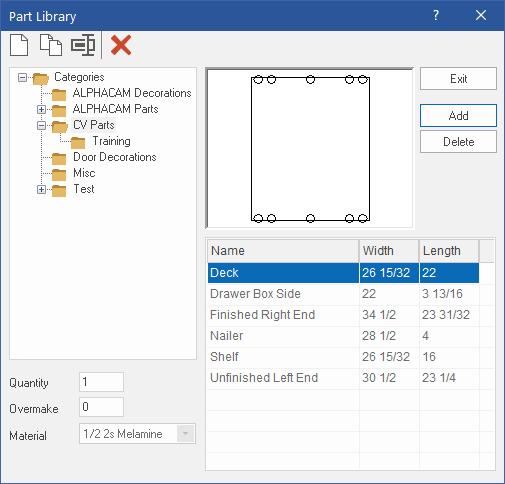 Part Library
?
Categories
ALPHACAM Decorations
ALPHACAM Parts
CV Parts
Training
Door Decorations
Misc
Test
Exit
Add
Delete
Name Width Length
Deck 26 15/32 22
Drawer Box Side 22 3 13/16
Finished Right End 34 1/2 23 31/32
Nailer 28 1/2 4
Shelf 26 15/32 16
Unfinished Left End 30 1/2 23 1/4
Quantity 1
Overmake 0
Material 1/2 2s Melamine